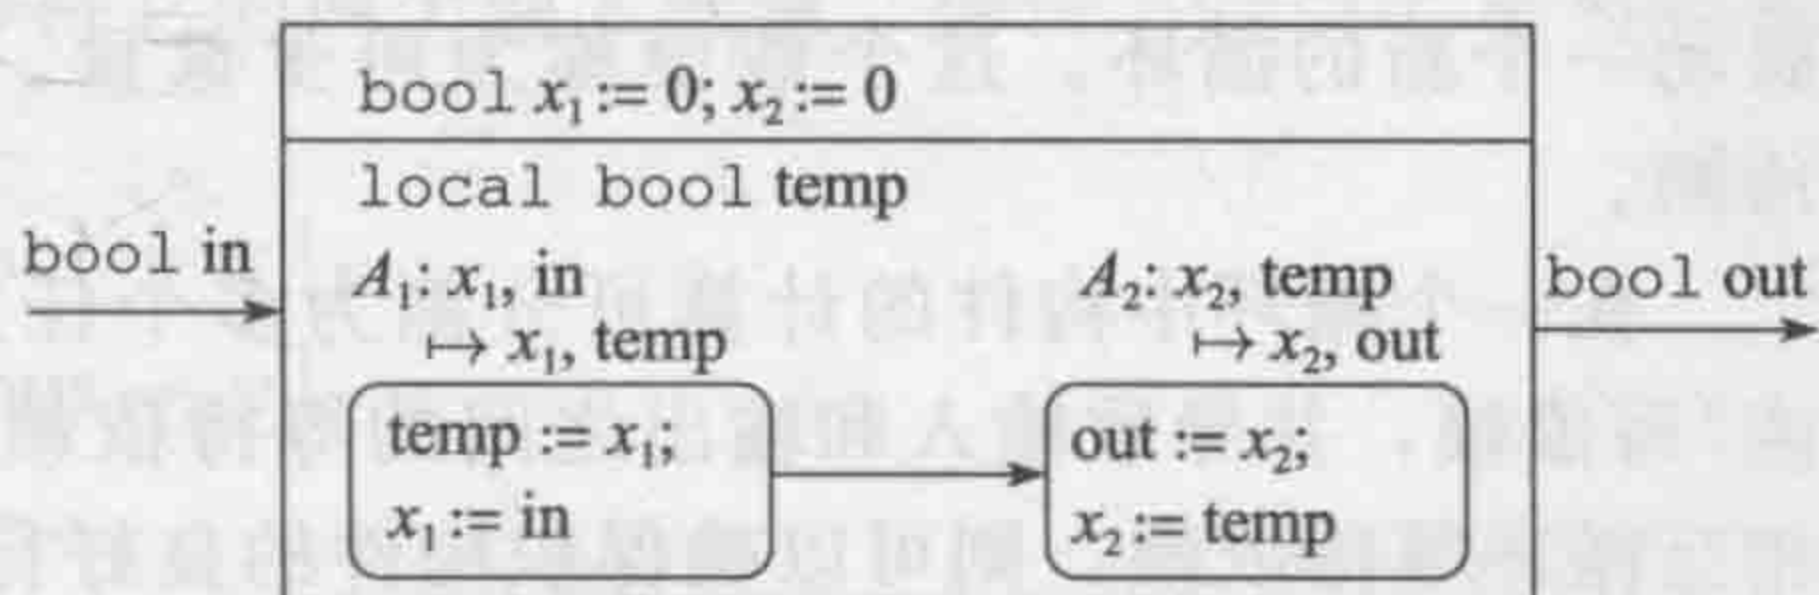 bool x₁ := 0; x₂ := 0
local bool temp
bool in
A₁: x₁, in
↦ x₁, temp
temp := x₁;
x₁ := in
A₂: x₂, temp
↦ x₂, out
out := x₂;
x₂ := temp
bool out